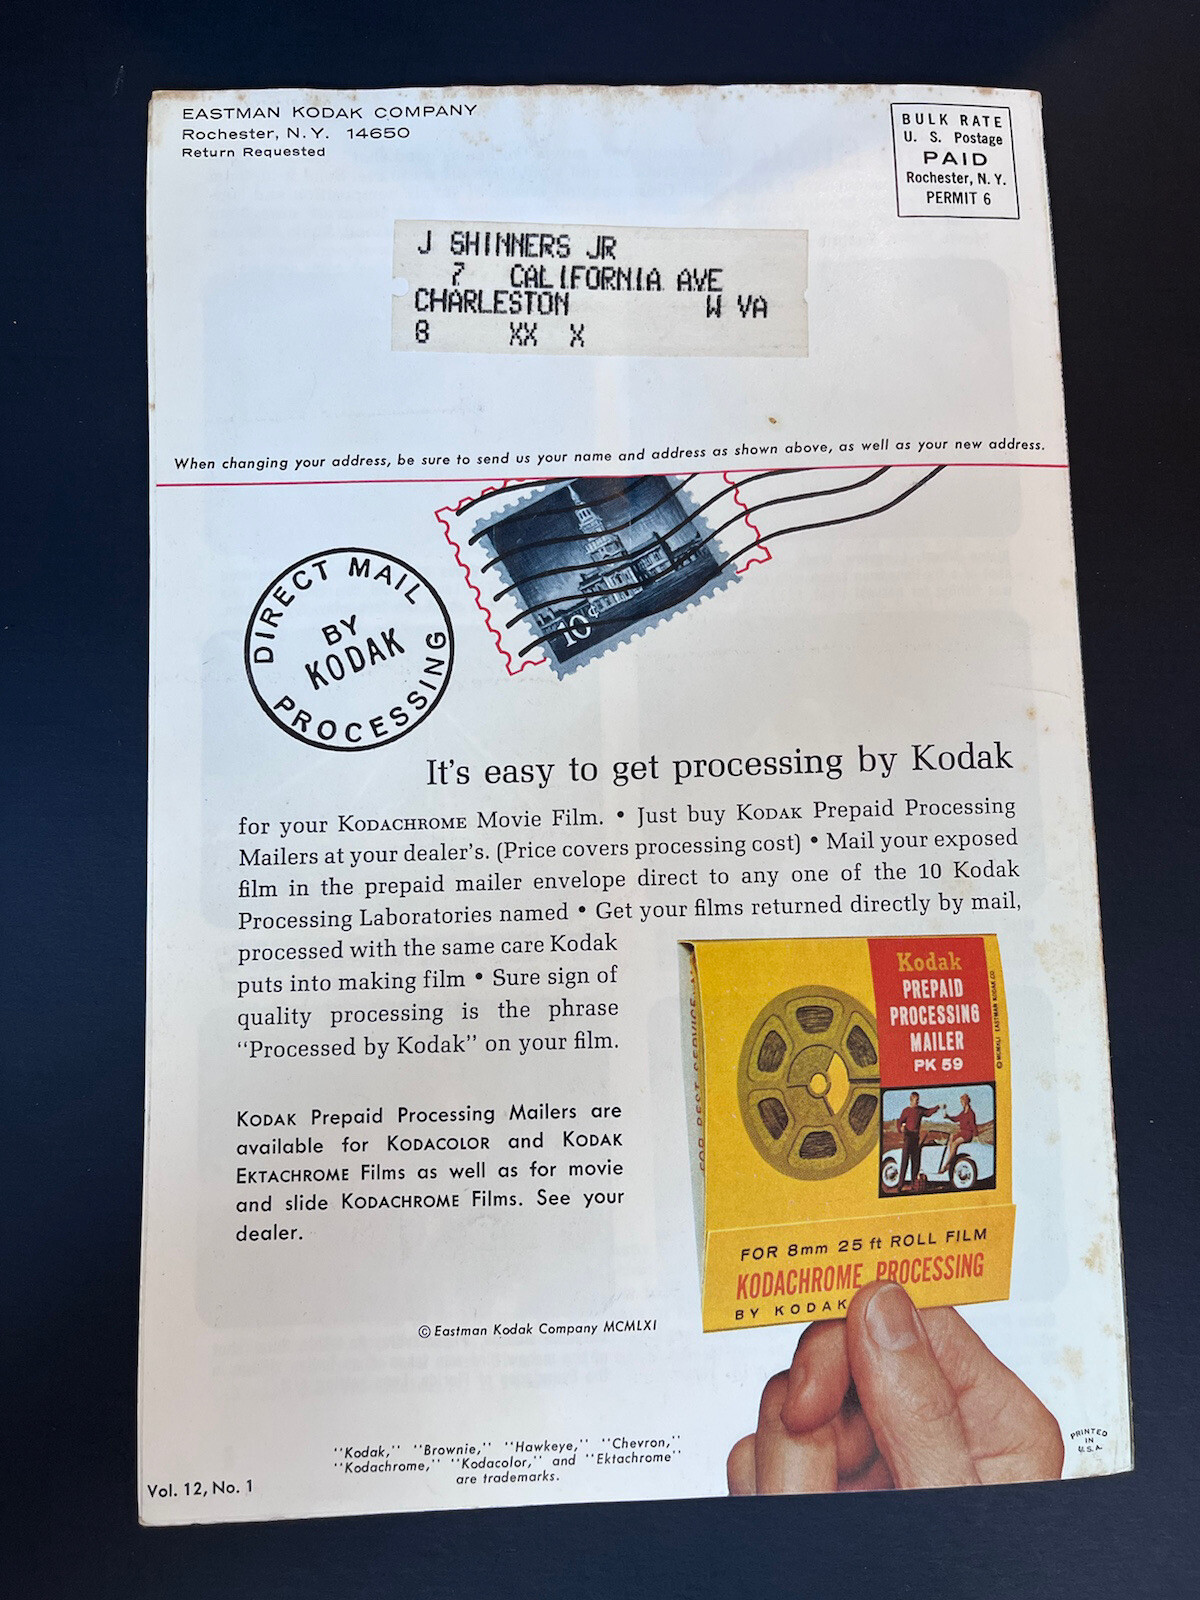 EASTMAN KODAK COMPANY
Rochester, N. Y. 14650
Return Requested
BULK RATE
U. S. Postage
PAID
Rochester, N. Y.
PERMIT 6
J SHINNERS JR
7 CALIFORNIA AVE
CHARLESTON W VA
8 XX X
When changing your address, be sure to send us your name and address as shown above, as well as your new address.
DIRECT MAIL
BY
KODAK
PROCESSING
10¢
It's easy to get processing by Kodak
for your KODACHROME Movie Film. • Just buy KODAK Prepaid Processing
Mailers at your dealer's. (Price covers processing cost) • Mail your exposed
film in the prepaid mailer envelope direct to any one of the 10 Kodak
Processing Laboratories named • Get your films returned directly by mail,
processed with the same care Kodak
puts into making film • Sure sign of
quality processing is the phrase
"Processed by Kodak" on your film.
KODAK Prepaid Processing Mailers are
available for KODACOLOR and KODAK
EKTACHROME Films as well as for movie
and slide KODACHROME Films. See your
dealer.
Kodak
PREPAID
PROCESSING
MAILER
PK 59
EASTMAN KODAK CO.
FOR BEST SERVICE
FOR 8mm 25 ft ROLL FILM
KODACHROME PROCESSING
BY KODAK
© Eastman Kodak Company MCMLXI
"Kodak," "Brownie," "Hawkeye," "Chevron,"
"Kodachrome," "Kodacolor," and "Ektachrome"
are trademarks.
PRINTED
IN
U.S.A.
Vol. 12, No. 1